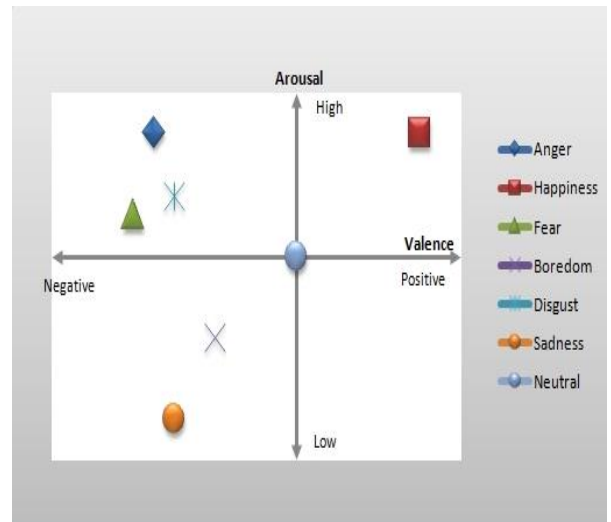 Arousal
High
Valence
Negative
Positive
Low
Anger
Happiness
Fear
Boredom
Disgust
Sadness
Neutral